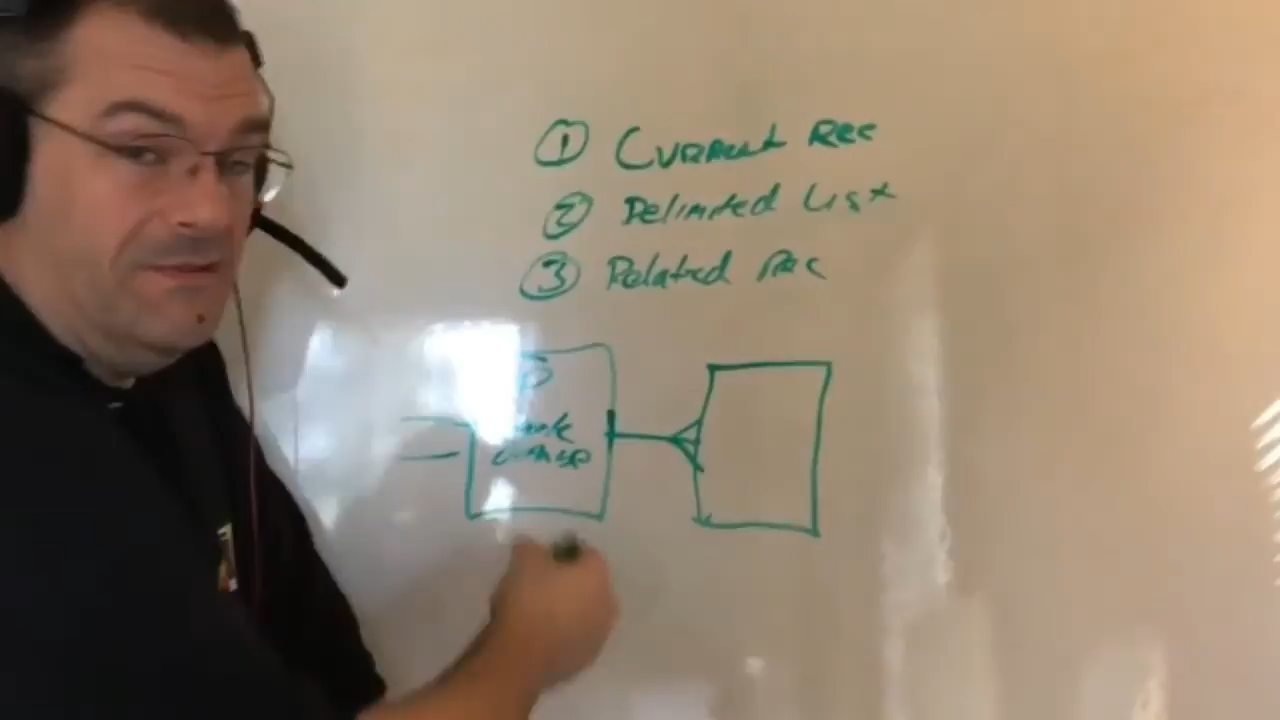 ① Current Rec
② Delimited List
③ Related Rec